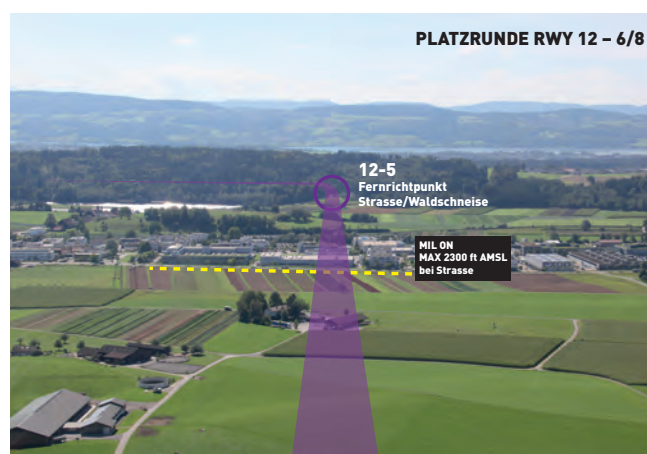 PLATZRUNDE RWY 12 – 6/8
12-5
Fernrichtpunkt
Strasse/Waldschneise
MIL ON
MAX 2300 ft AMSL
bei Strasse